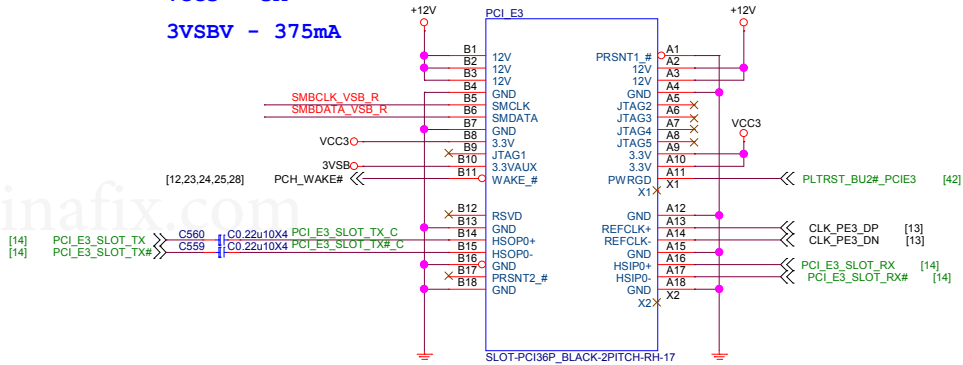 3VSBV - 375mA
+12V
PCI_E3
+12V
B1 12V PRSNT1_# A1
B2 12V 12V A2
B3 12V 12V A3
B4 GND GND A4
SMBCLK_VSB_R B5 SMCLK JTAG2 A5
SMBDATA_VSB_R B6 SMDATA JTAG3 A6
B7 GND JTAG4 A7
VCC3 B8 3.3V JTAG5 A8 VCC3
B9 JTAG1 3.3V A9
3VSB B10 3.3VAUX 3.3V A10
[12,23,24,25,28] PCH_WAKE# B11 WAKE_# PWRGD A11 PLTRST_BU2#_PCIE3 [42]
X1 X1
inafix.com
B12 RSVD GND A12
B13 GND REFCLK+ A13 CLK_PE3_DP [13]
[14] PCI_E3_SLOT_TX C560 C0.22u10X4 PCI_E3_SLOT_TX_C B14 HSOP0+ REFCLK- A14 CLK_PE3_DN [13]
[14] PCI_E3_SLOT_TX# C559 C0.22u10X4 PCI_E3_SLOT_TX#_C B15 HSOP0- GND A15
B16 GND HSIP0+ A16 PCI_E3_SLOT_RX [14]
B17 PRSNT2_# HSIP0- A17 PCI_E3_SLOT_RX# [14]
B18 GND GND A18
X2 X2
SLOT-PCI36P_BLACK-2PITCH-RH-17